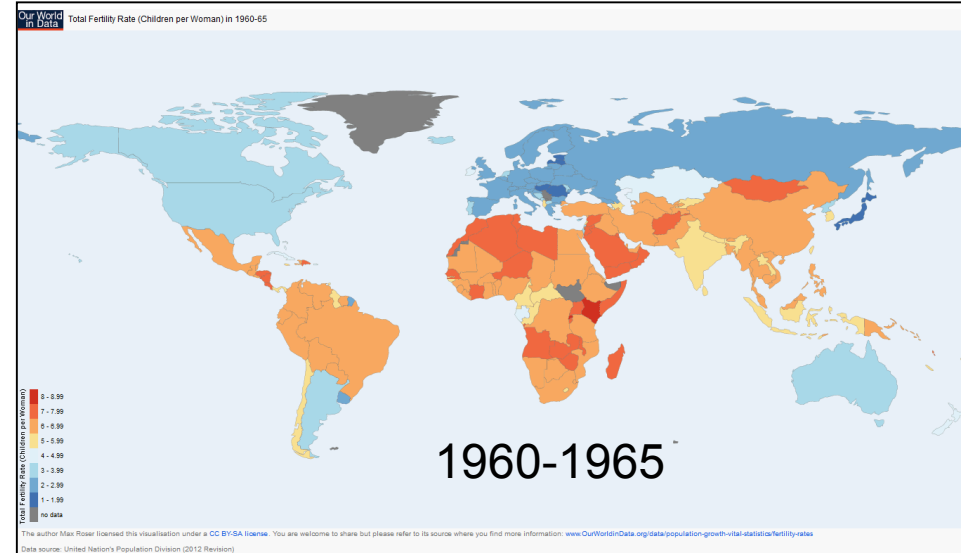 Our World
in Data
Total Fertility Rate (Children per Woman) in 1960-65
Total Fertility Rate (Children per Woman)
8 - 8.99
7 - 7.99
6 - 6.99
5 - 5.99
4 - 4.99
3 - 3.99
2 - 2.99
1 - 1.99
no data
1960-1965
The author Max Roser licensed this visualisation under a CC BY-SA license. You are welcome to share but please refer to its source where you find more information: www.OurWorldinData.org/data/population-growth-vital-statistics/fertility-rates
Data source: United Nation's Population Division (2012 Revision)